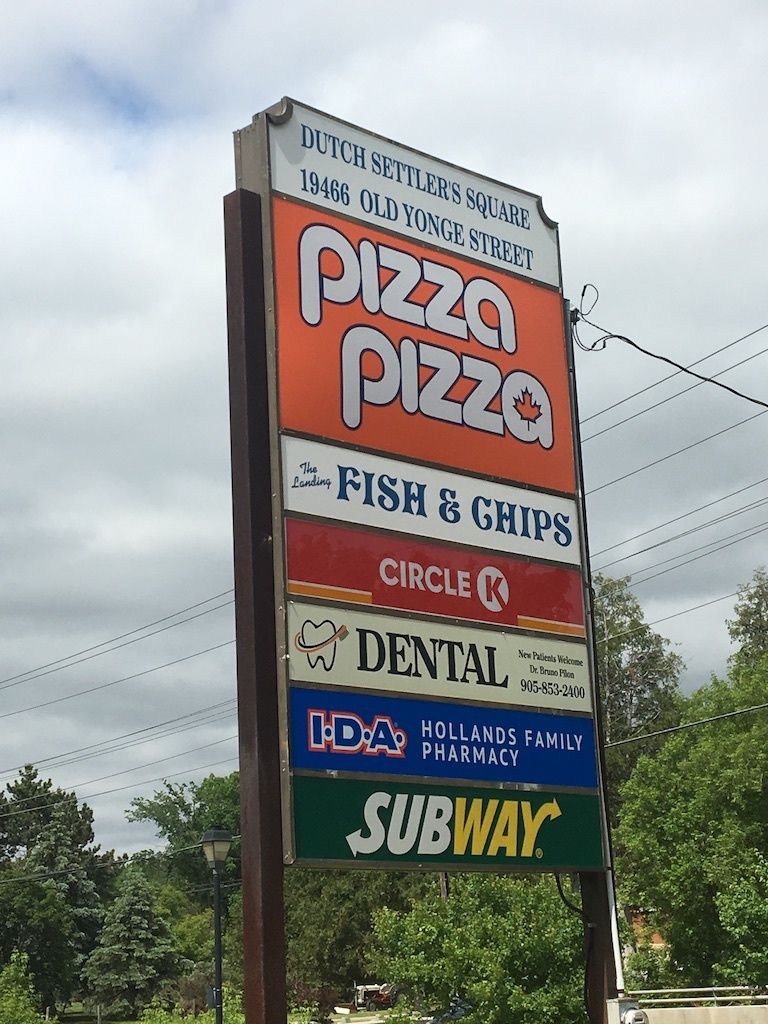 DUTCH SETTLER'S SQUARE
19466 OLD YONGE STREET
pizza
pizza
The
Landing
FISH & CHIPS
CIRCLE K
DENTAL
New Patients Welcome
Dr. Bruno Pilon
905-853-2400
I·D·A·
HOLLANDS FAMILY
PHARMACY
SUBWAY